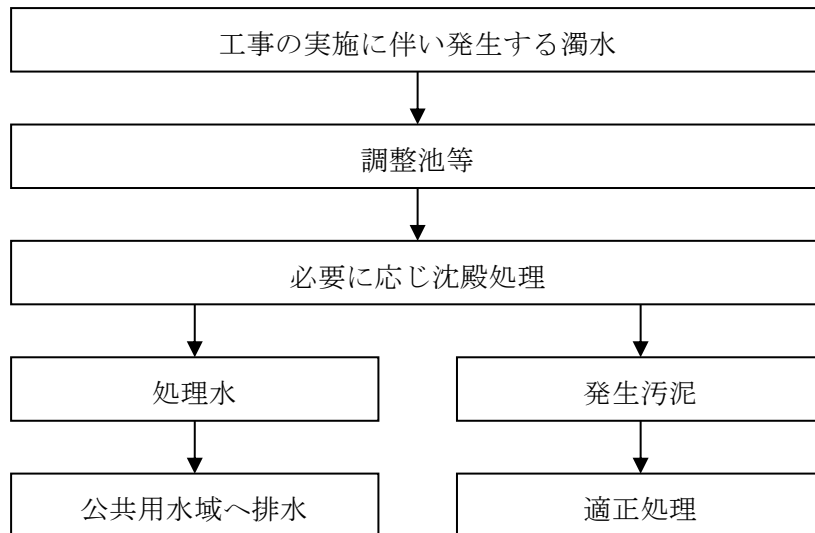 工事の実施に伴い発生する濁水
調整池等
必要に応じ沈殿処理
処理水
発生汚泥
公共用水域へ排水
適正処理